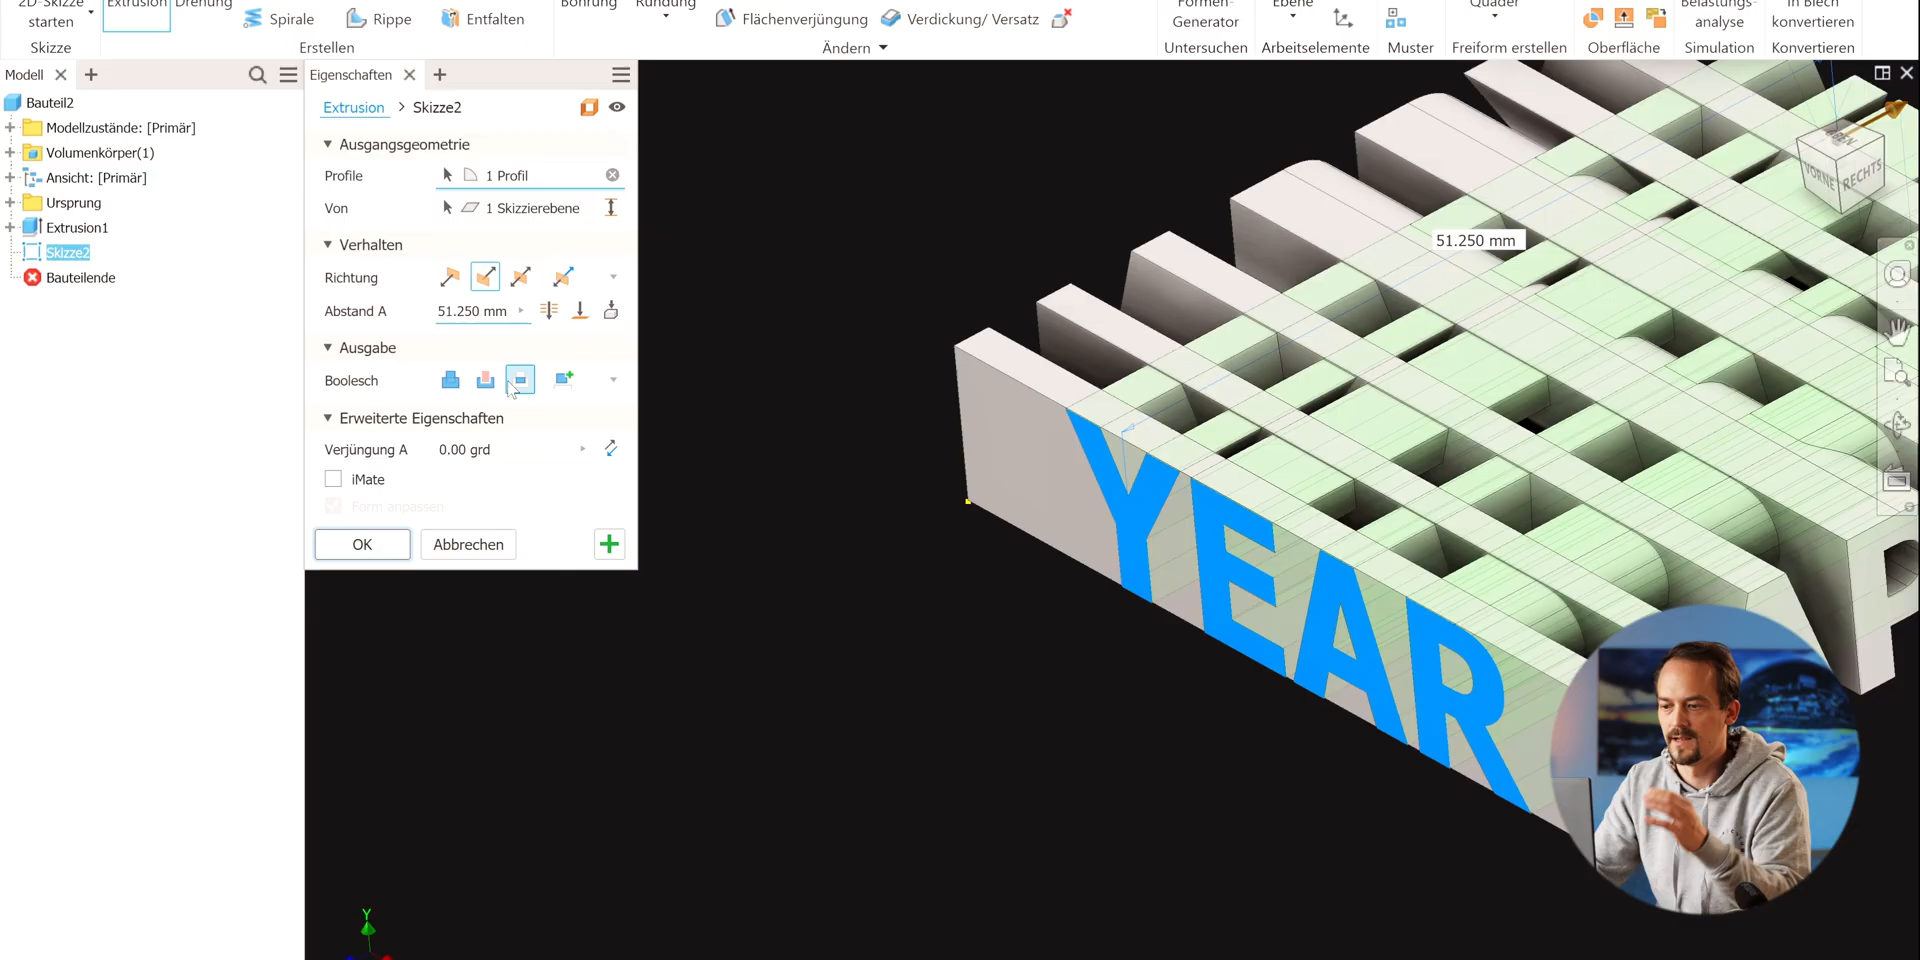 2D-Skizze
starten
Extrusion
Drehung
Spirale
Rippe
Entfalten
Bohrung
Rundung
Flächenverjüngung
Verdickung/ Versatz
Formen-
Generator
Ebene
Quader
Belastungs-
analyse
In Blech
konvertieren
Skizze
Erstellen
Ändern
Untersuchen
Arbeitselemente
Muster
Freiform erstellen
Oberfläche
Simulation
Konvertieren
Modell
Bauteil2
Modellzustände: [Primär]
Volumenkörper(1)
Ansicht: [Primär]
Ursprung
Extrusion1
Skizze2
Bauteilende
Eigenschaften
Extrusion > Skizze2
Ausgangsgeometrie
Profile 1 Profil
Von 1 Skizzierebene
Verhalten
Richtung
Abstand A 51.250 mm
Ausgabe
Boolesch
Erweiterte Eigenschaften
Verjüngung A 0.00 grd
iMate
Form anpassen
OK Abbrechen
51.250 mm
OBEN
VORNE RECHTS
YEAR
P
Y